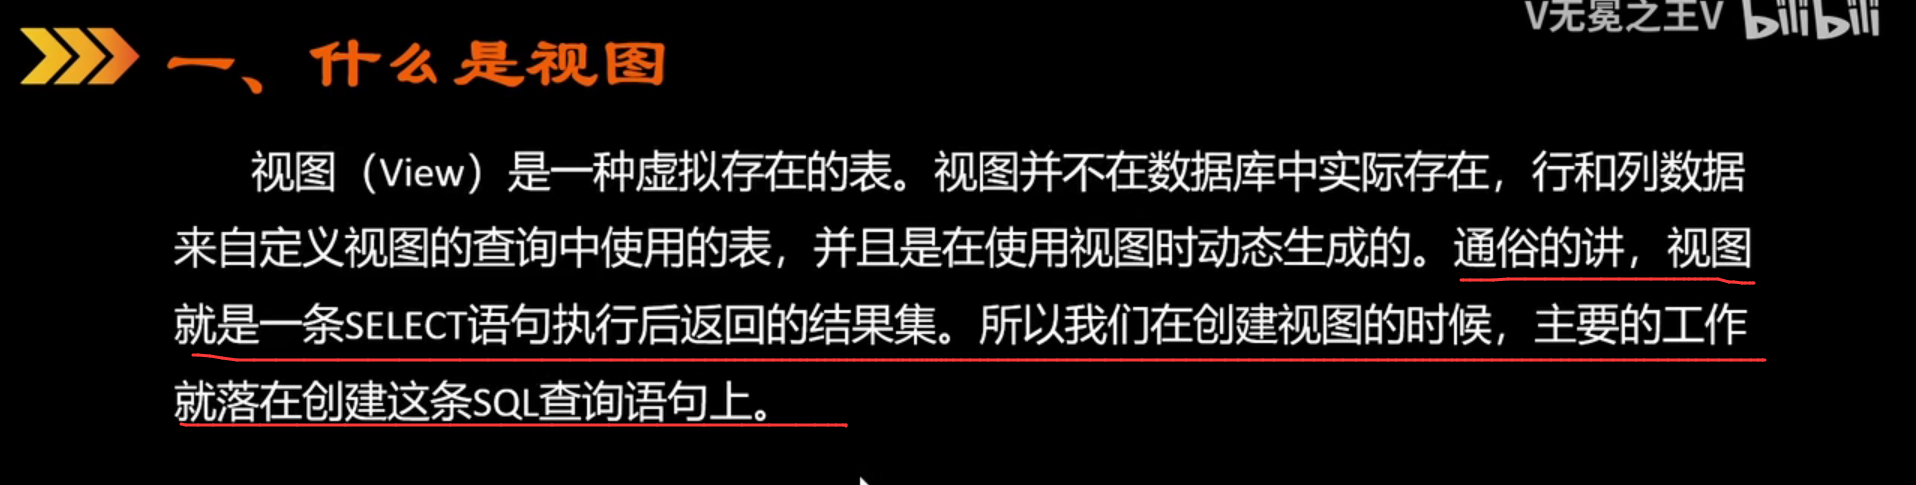 V无冕之王V bilibili
一、什么是视图
视图（View）是一种虚拟存在的表。视图并不在数据库中实际存在，行和列数据
来自定义视图的查询中使用的表，并且是在使用视图时动态生成的。通俗的讲，视图
就是一条SELECT语句执行后返回的结果集。所以我们在创建视图的时候，主要的工作
就落在创建这条SQL查询语句上。